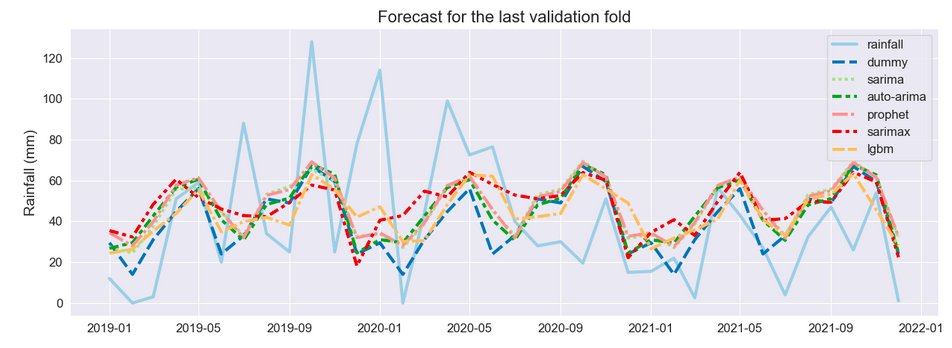 Forecast for the last validation fold
Rainfall (mm)
120
100
80
60
40
20
0
2019-01
2019-05
2019-09
2020-01
2020-05
2020-09
2021-01
2021-05
2021-09
2022-01
rainfall
dummy
sarima
auto-arima
prophet
sarimax
lgbm